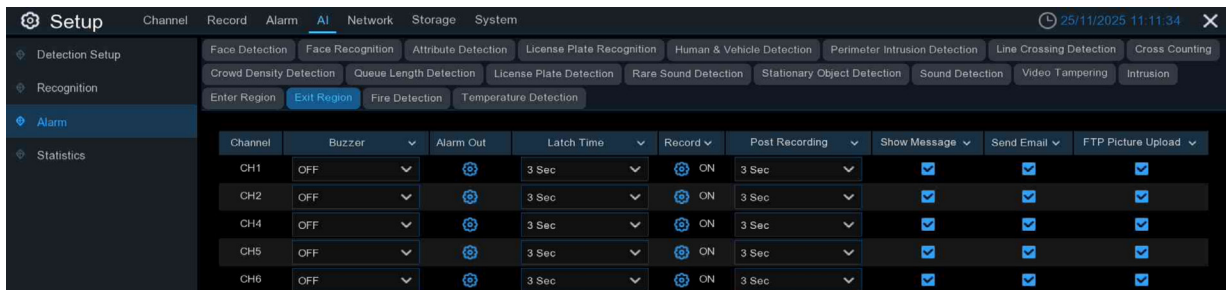 Setup Channel Record Alarm AI Network Storage System 25/11/2025 11:11:34
Detection Setup
Recognition
Alarm
Statistics
Face Detection Face Recognition Attribute Detection License Plate Recognition Human & Vehicle Detection Perimeter Intrusion Detection Line Crossing Detection Cross Counting
Crowd Density Detection Queue Length Detection License Plate Detection Rare Sound Detection Stationary Object Detection Sound Detection Video Tampering Intrusion
Enter Region Exit Region Fire Detection Temperature Detection
Channel Buzzer Alarm Out Latch Time Record Post Recording Show Message Send Email FTP Picture Upload
CH1 OFF 3 Sec ON 3 Sec
CH2 OFF 3 Sec ON 3 Sec
CH4 OFF 3 Sec ON 3 Sec
CH5 OFF 3 Sec ON 3 Sec
CH6 OFF 3 Sec ON 3 Sec